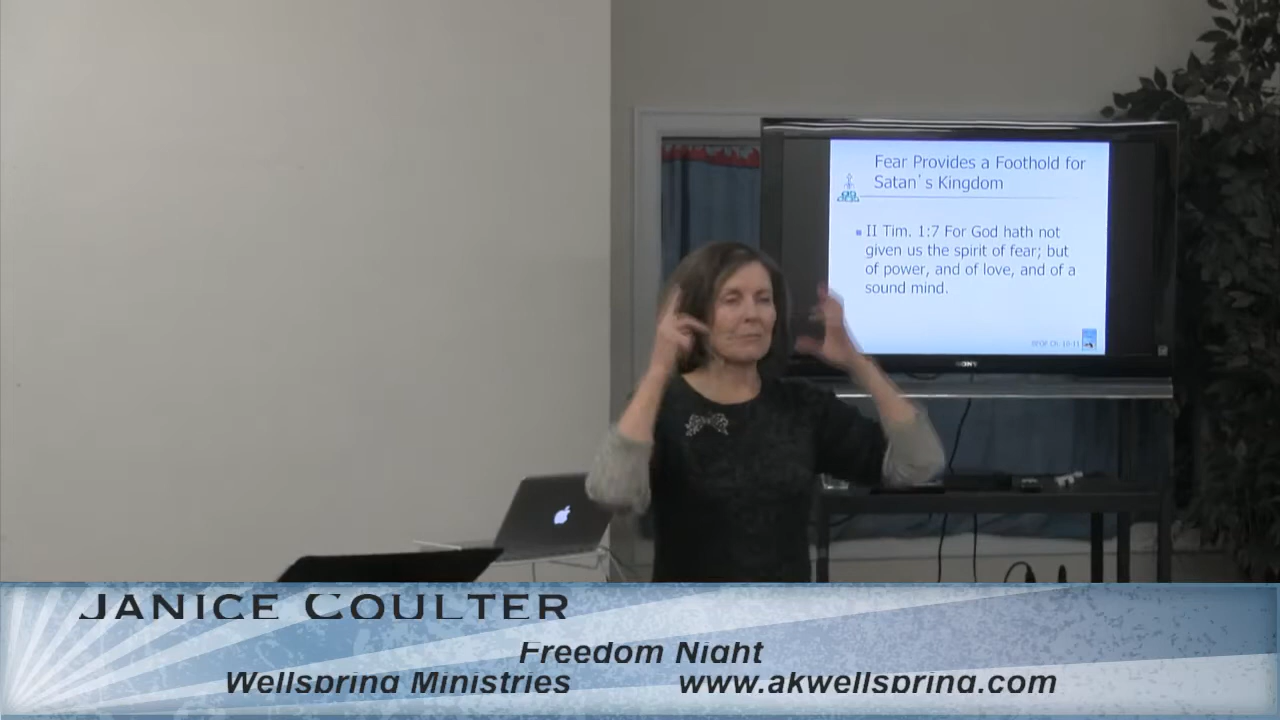 Fear Provides a Foothold for
Satan's Kingdom
II Tim. 1:7 For God hath not
given us the spirit of fear; but
of power, and of love, and of a
sound mind.
SONY
JANICE COULTER
Freedom Night
Wellspring Ministries www.akwellspring.com